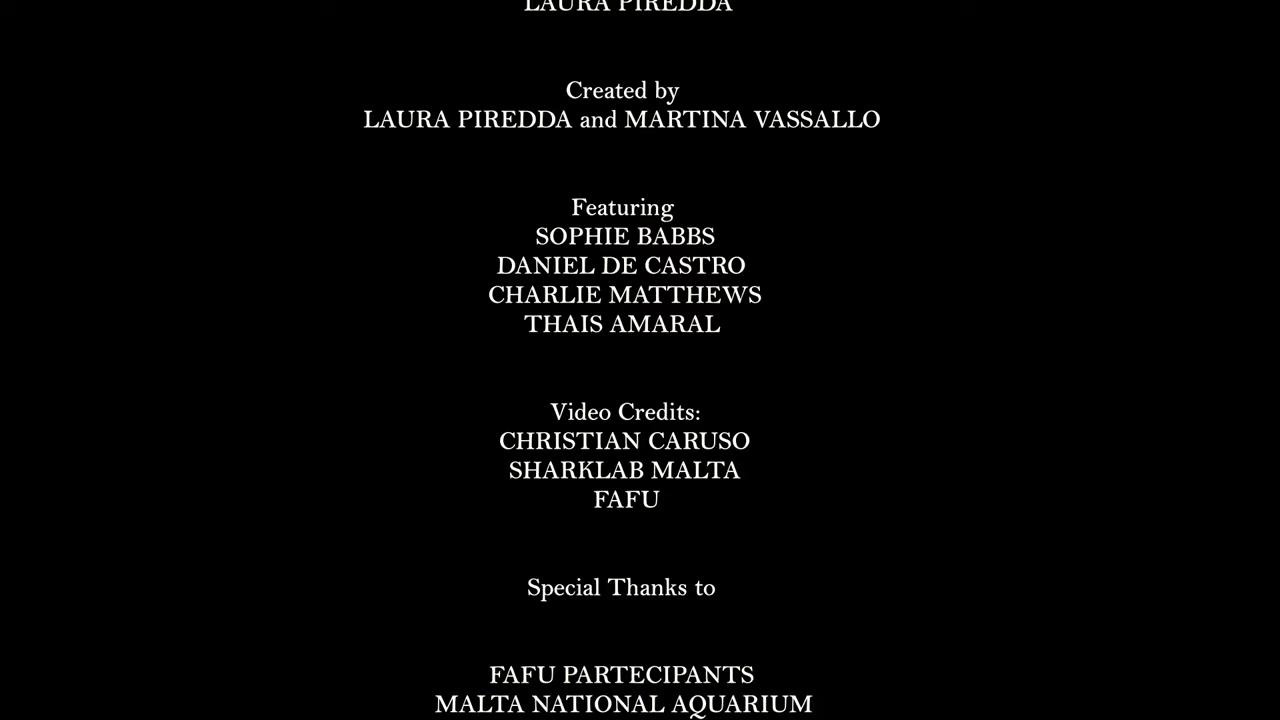 LAURA PIREDDA
Created by
LAURA PIREDDA and MARTINA VASSALLO
Featuring
SOPHIE BABBS
DANIEL DE CASTRO
CHARLIE MATTHEWS
THAIS AMARAL
Video Credits:
CHRISTIAN CARUSO
SHARKLAB MALTA
FAFU
Special Thanks to
FAFU PARTECIPANTS
MALTA NATIONAL AQUARIUM